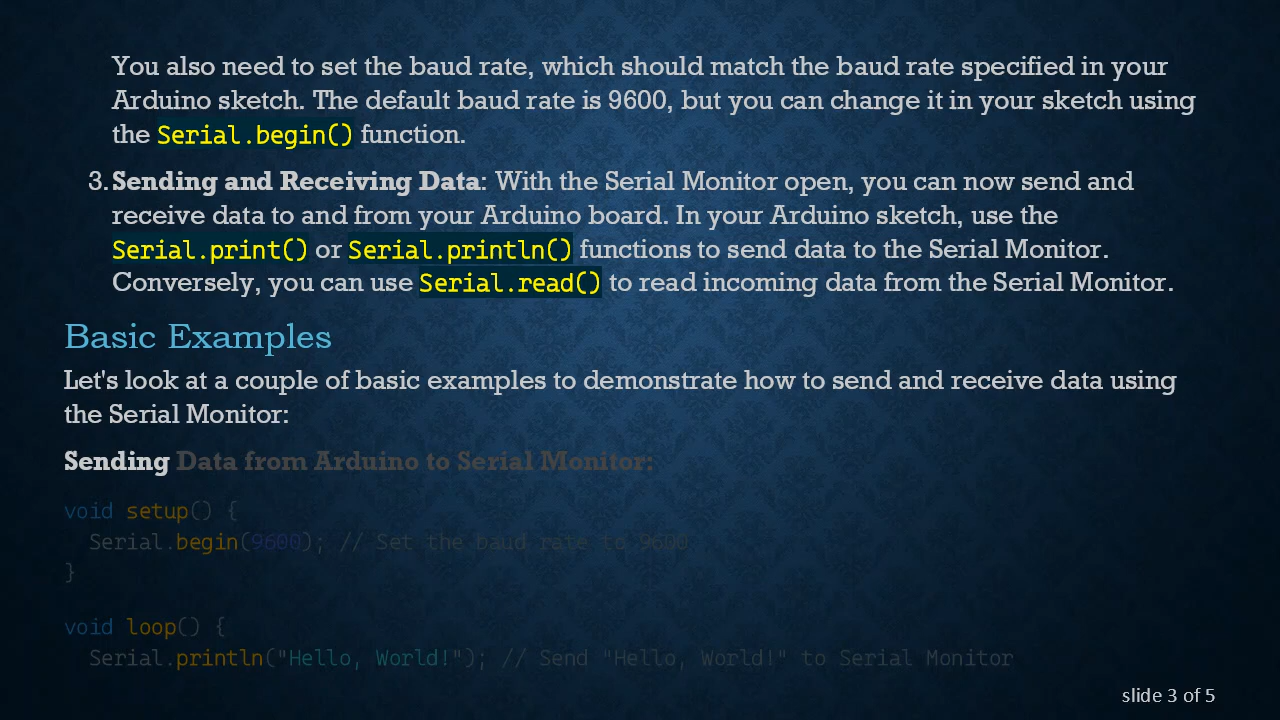 You also need to set the baud rate, which should match the baud rate specified in your
Arduino sketch. The default baud rate is 9600, but you can change it in your sketch using
the Serial.begin() function.
3. Sending and Receiving Data: With the Serial Monitor open, you can now send and
receive data to and from your Arduino board. In your Arduino sketch, use the
Serial.print() or Serial.println() functions to send data to the Serial Monitor.
Conversely, you can use Serial.read() to read incoming data from the Serial Monitor.
Basic Examples
Let's look at a couple of basic examples to demonstrate how to send and receive data using
the Serial Monitor:
Sending Data from Arduino to Serial Monitor:
void setup() {
  Serial.begin(9600); // Set the baud rate to 9600
}
void loop() {
  Serial.println("Hello, World!"); // Send "Hello, World!" to Serial Monitor
slide 3 of 5